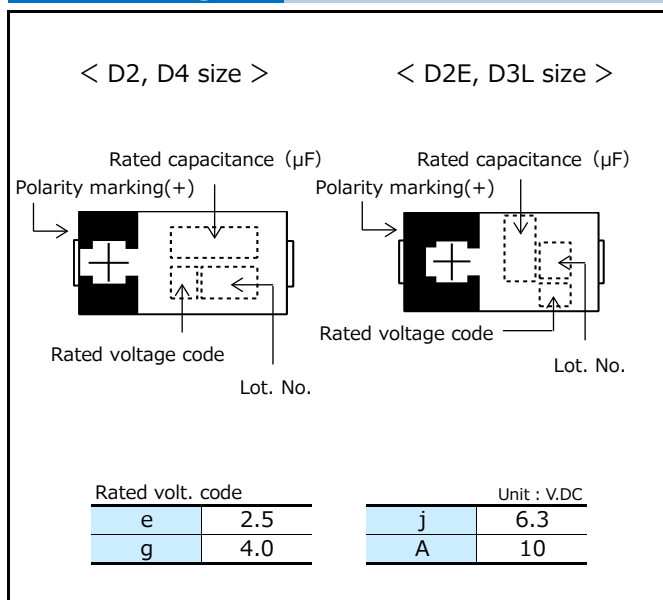 < D2, D4 size >
< D2E, D3L size >
Rated capacitance (μF)
Polarity marking(+)
Rated voltage code
Lot. No.
Rated capacitance (μF)
Polarity marking(+)
Rated voltage code
Lot. No.
Rated volt. code
Unit : V.DC
e 2.5
g 4.0
j 6.3
A 10